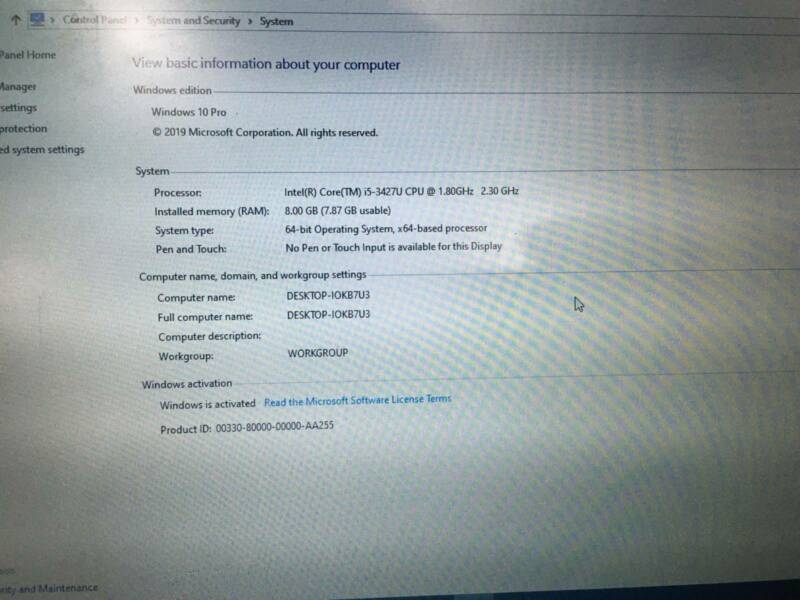 Control Panel > System and Security > System
Panel Home
Manager
settings
protection
ed system settings
View basic information about your computer
Windows edition
Windows 10 Pro
© 2019 Microsoft Corporation. All rights reserved.
System
Processor: Intel(R) Core(TM) i5-3427U CPU @ 1.80GHz 2.30 GHz
Installed memory (RAM): 8.00 GB (7.87 GB usable)
System type: 64-bit Operating System, x64-based processor
Pen and Touch: No Pen or Touch Input is available for this Display
Computer name, domain, and workgroup settings
Computer name: DESKTOP-IOKB7U3
Full computer name: DESKTOP-IOKB7U3
Computer description:
Workgroup: WORKGROUP
Windows activation
Windows is activated Read the Microsoft Software License Terms
Product ID: 00330-80000-00000-AA255
rity and Maintenance